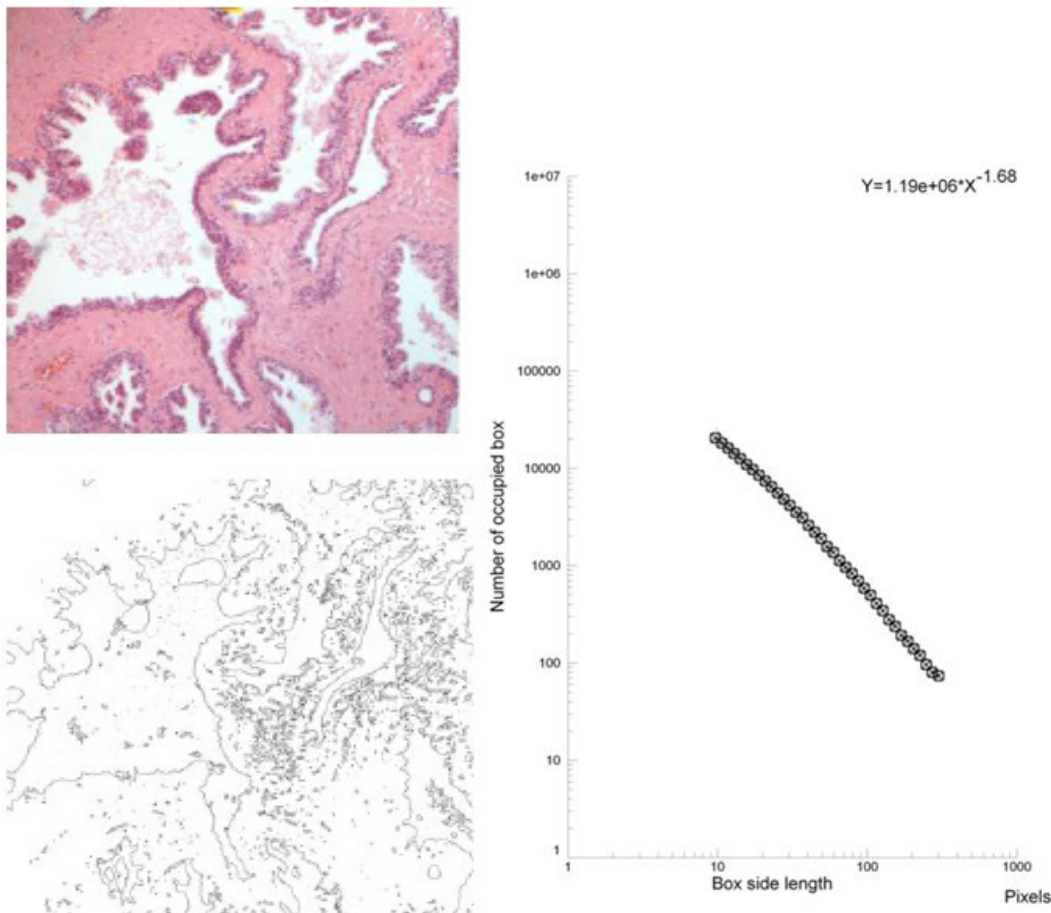 1e+07
Y=1.19e+06*X^-1.68
1e+06
100000
10000
1000
100
10
1
Number of occupied box
1 10 100 1000
Box side length
Pixels